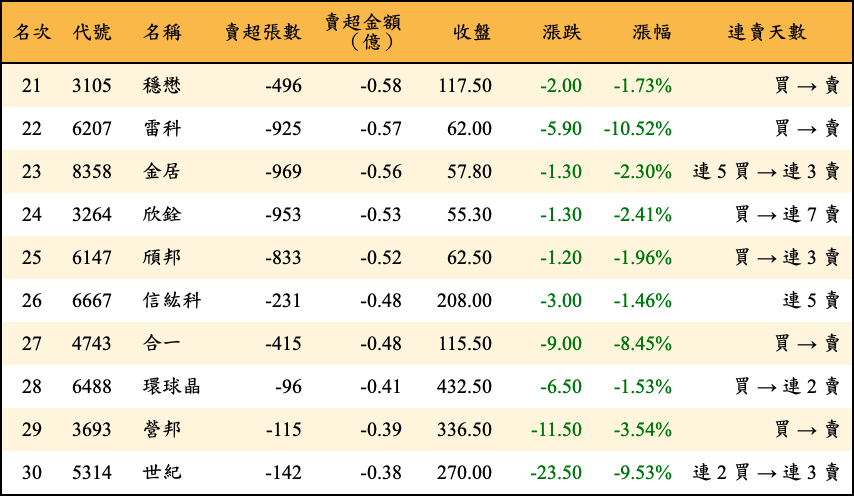 名次 代號 名稱 賣超張數 賣超金額（億） 收盤 漲跌 漲幅 連賣天數
21 3105 穩懋 -496 -0.58 117.50 -2.00 -1.73% 買 → 賣
22 6207 雷科 -925 -0.57 62.00 -5.90 -10.52% 買 → 賣
23 8358 金居 -969 -0.56 57.80 -1.30 -2.30% 連 5 買 → 連 3 賣
24 3264 欣銓 -953 -0.53 55.30 -1.30 -2.41% 買 → 連 7 賣
25 6147 頎邦 -833 -0.52 62.50 -1.20 -1.96% 買 → 連 3 賣
26 6667 信紘科 -231 -0.48 208.00 -3.00 -1.46% 連 5 賣
27 4743 合一 -415 -0.48 115.50 -9.00 -8.45% 買 → 賣
28 6488 環球晶 -96 -0.41 432.50 -6.50 -1.53% 買 → 連 2 賣
29 3693 營邦 -115 -0.39 336.50 -11.50 -3.54% 買 → 賣
30 5314 世紀 -142 -0.38 270.00 -23.50 -9.53% 連 2 買 → 連 3 賣